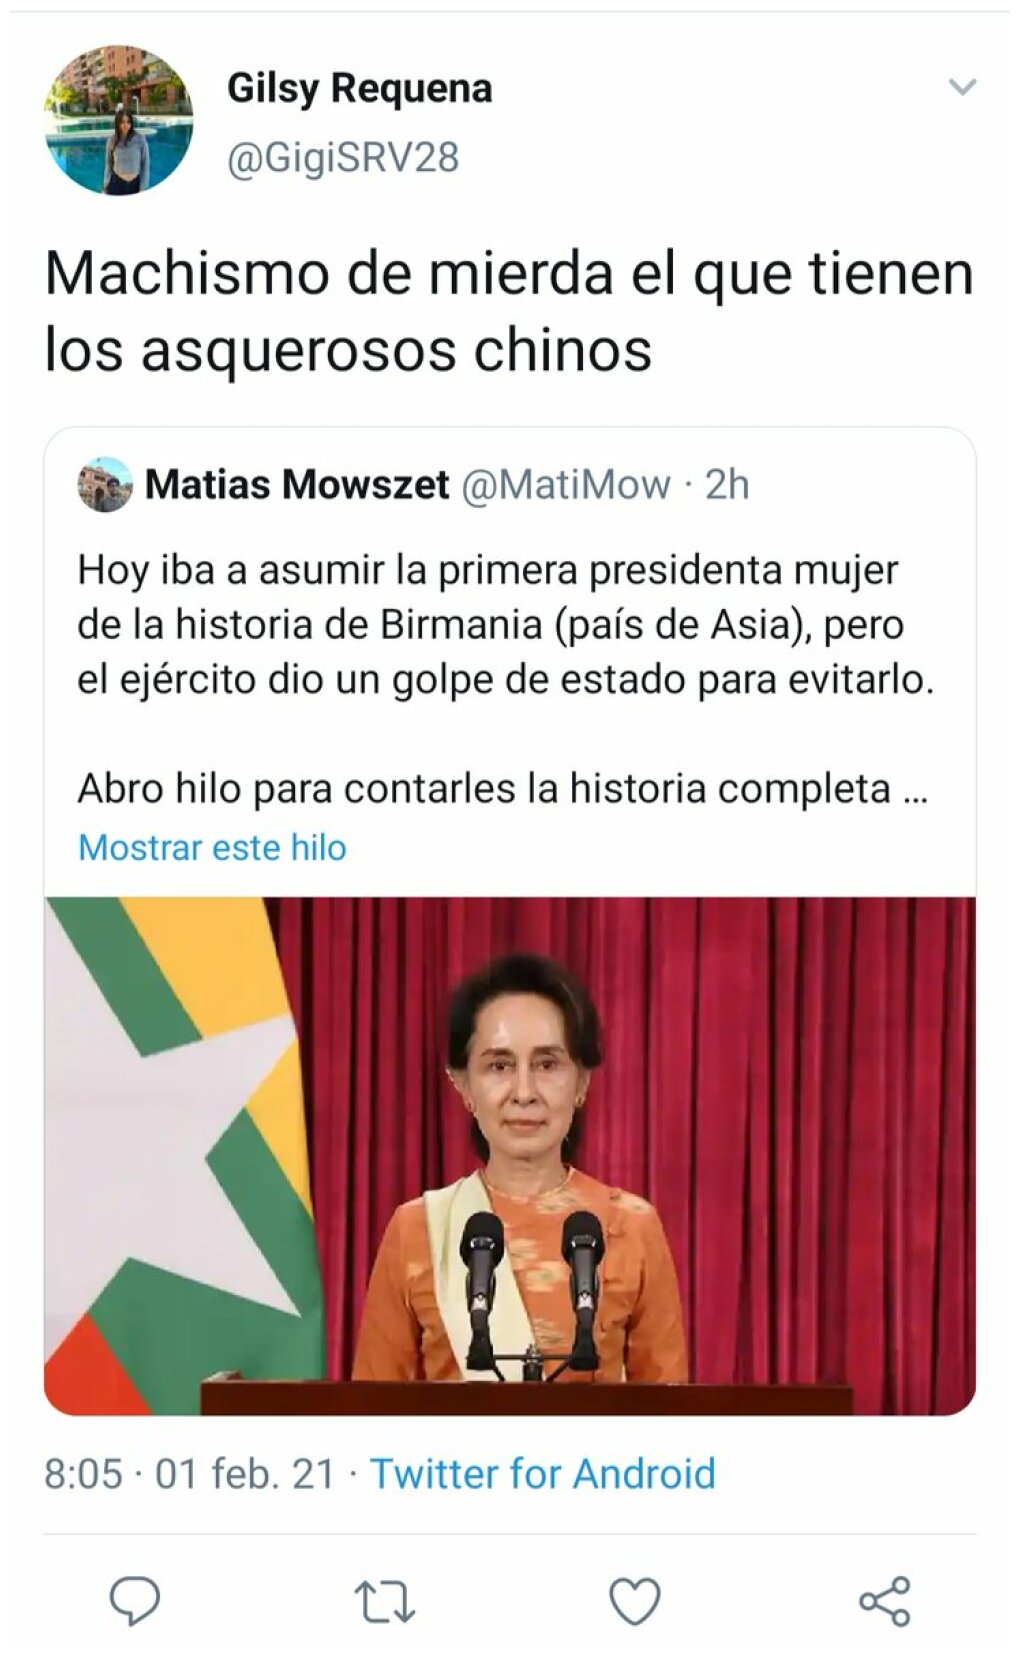 Gilsy Requena
@GigiSRV28
Machismo de mierda el que tienen
los asquerosos chinos
Matias Mowszet @MatiMow · 2h
Hoy iba a asumir la primera presidenta mujer
de la historia de Birmania (país de Asia), pero
el ejército dio un golpe de estado para evitarlo.
Abro hilo para contarles la historia completa ...
Mostrar este hilo
8:05 · 01 feb. 21 · Twitter for Android